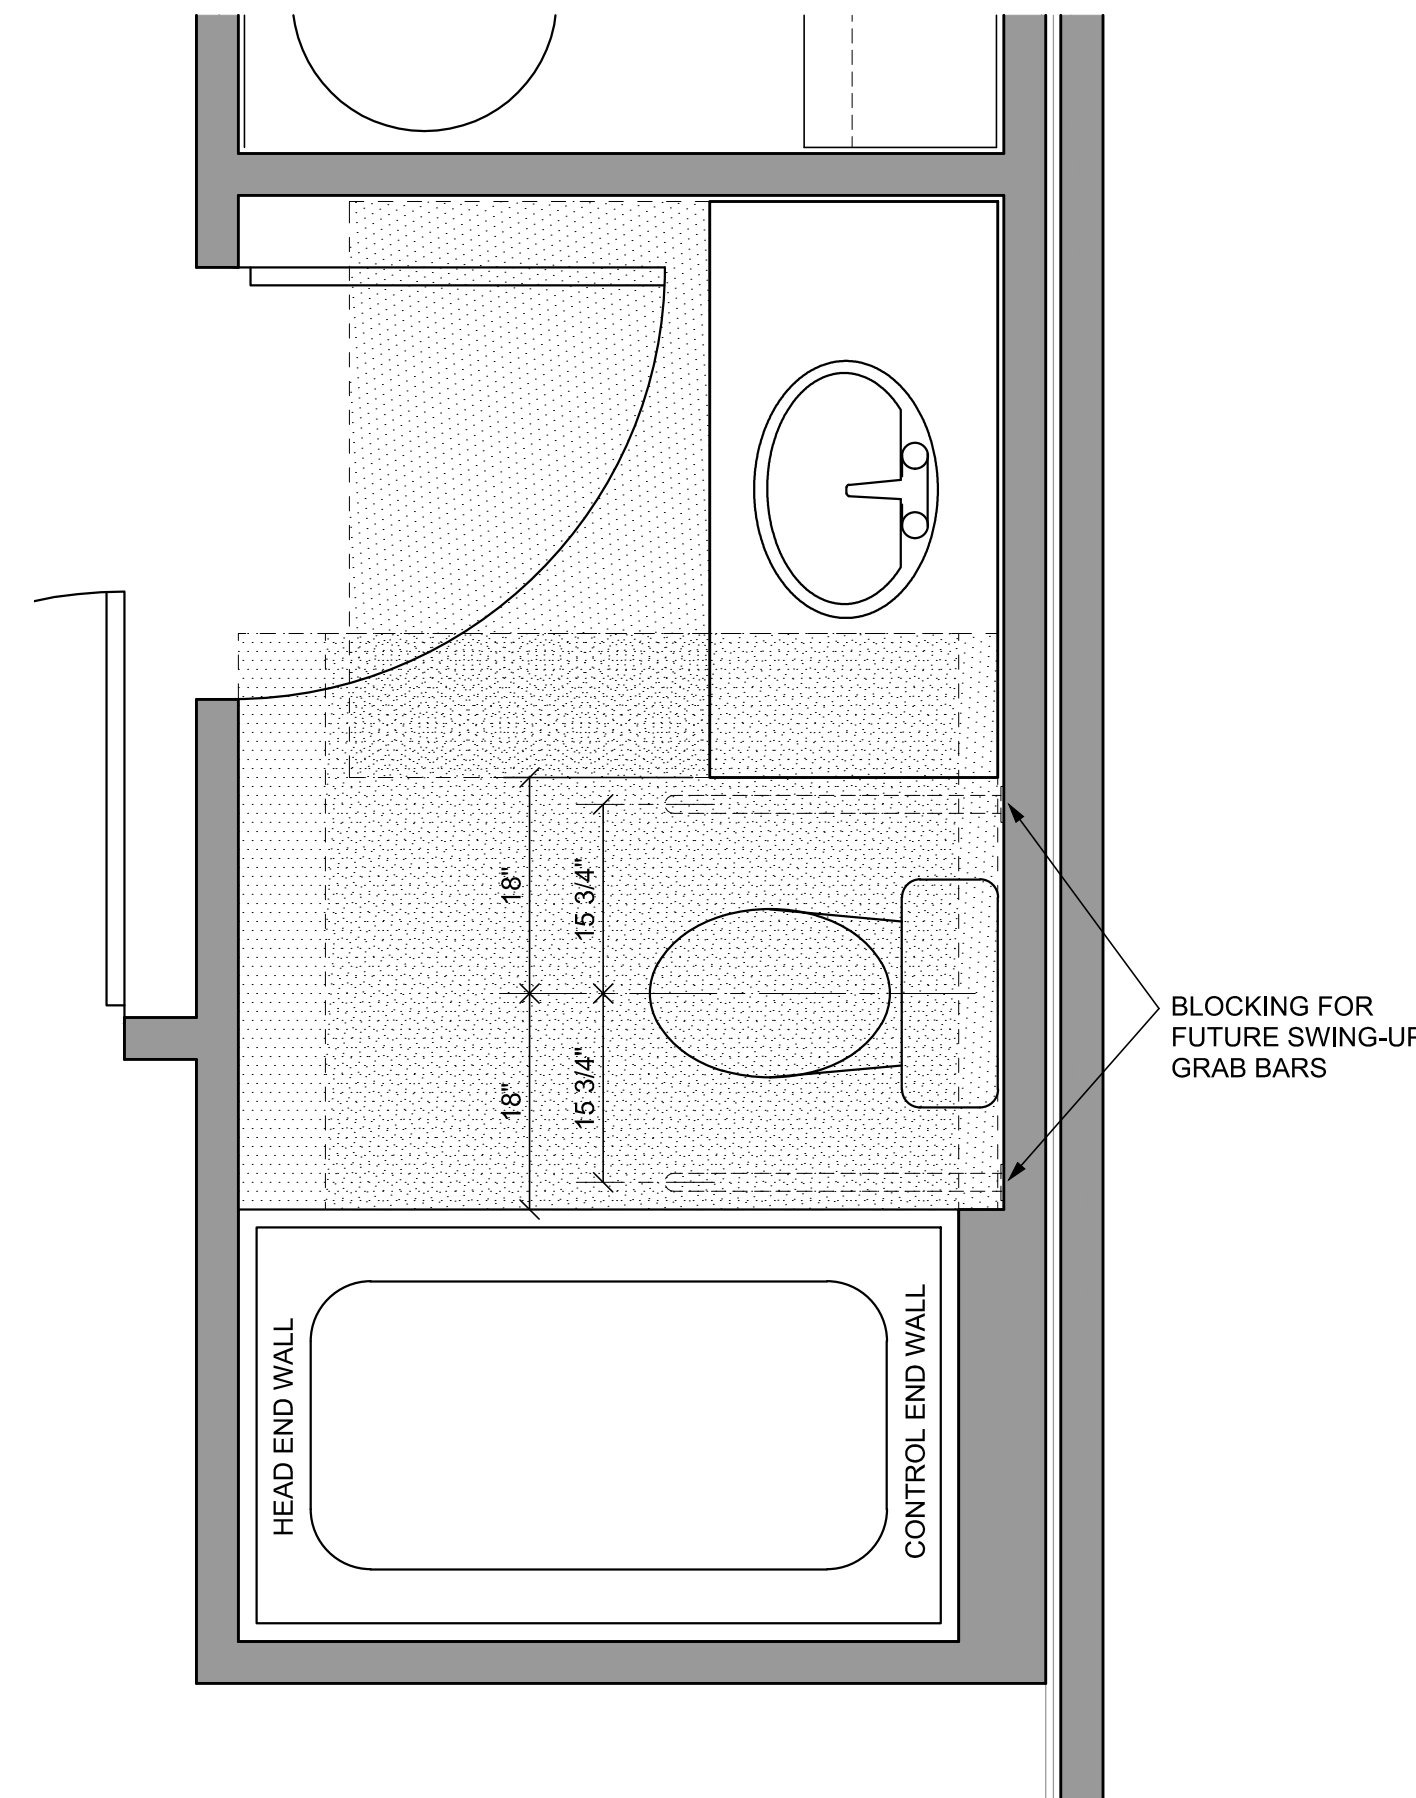 18"
15 3/4"
18"
15 3/4"
BLOCKING FOR
FUTURE SWING-UP
GRAB BARS
HEAD END WALL
CONTROL END WALL